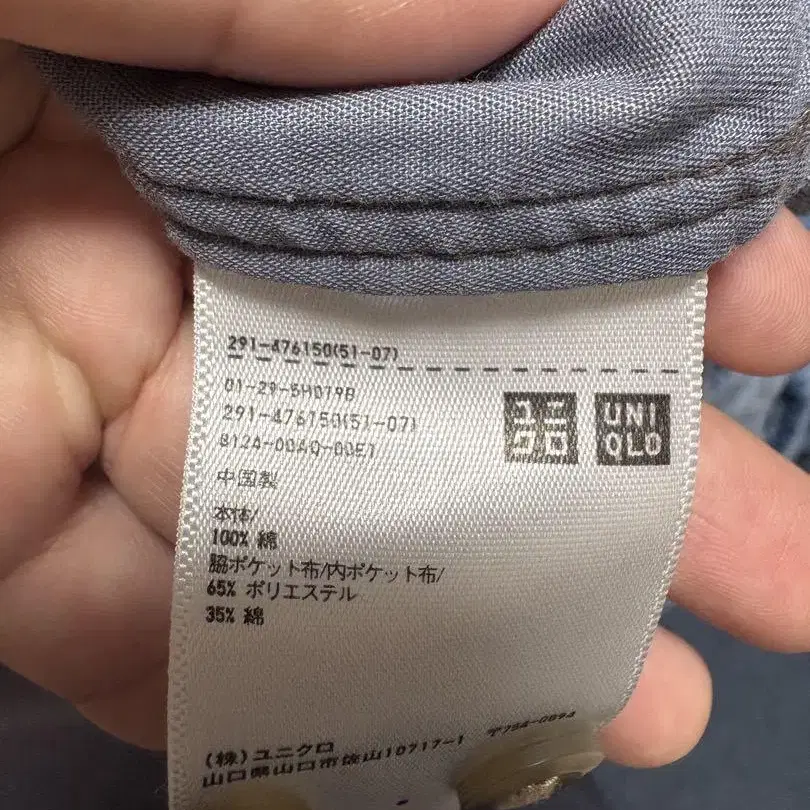 291-476150(51-07)
01-29-5H079B
291-476150(51-07)
8124-00AQ-00E1
中国製
ユニ
クロ
UNI
QLO
本体/
100% 綿
脇ポケット布/内ポケット布/
65% ポリエステル
35% 綿
(株)ユニクロ 〒754-0894
山口県山口市佐山10717-1